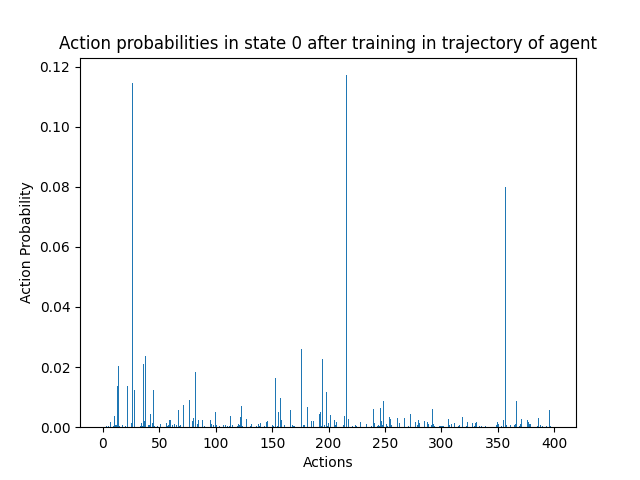 Action probabilities in state 0 after training in trajectory of agent
0.12
0.10
0.08
0.06
0.04
0.02
0.00
Action Probability
0 50 100 150 200 250 300 350 400
Actions